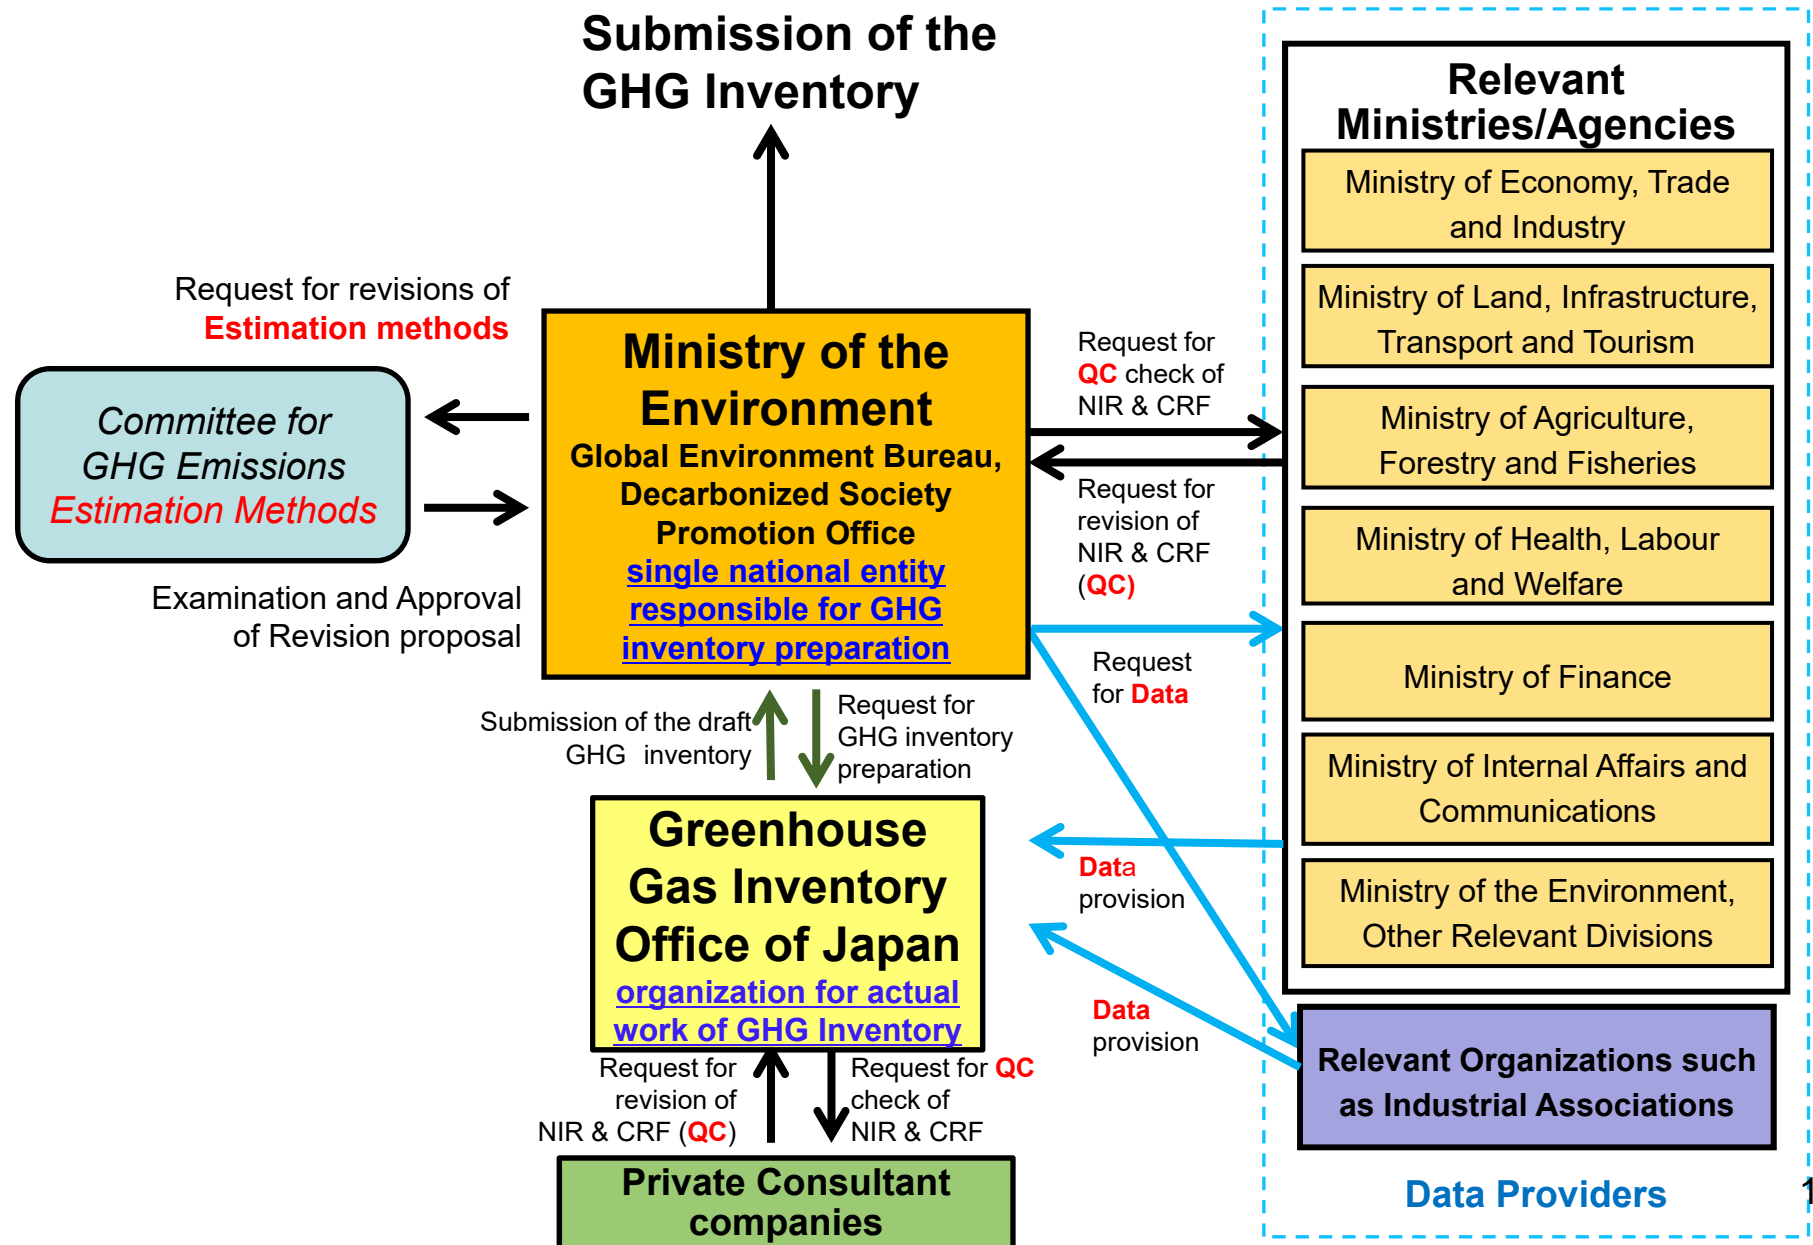 Submission of the
GHG Inventory
Request for revisions of
Estimation methods
Committee for
GHG Emissions
Estimation Methods
Examination and Approval
of Revision proposal
Ministry of the
Environment
Global Environment Bureau,
Decarbonized Society
Promotion Office
single national entity
responsible for GHG
inventory preparation
Submission of the draft
GHG inventory
Request for
GHG inventory
preparation
Greenhouse
Gas Inventory
Office of Japan
organization for actual
work of GHG Inventory
Request for
revision of
NIR & CRF (QC)
Request for QC
check of
NIR & CRF
Private Consultant
companies
Request for
QC check of
NIR & CRF
Request for
revision of
NIR & CRF
(QC)
Request
for Data
Data
provision
Data
provision
Relevant
Ministries/Agencies
Ministry of Economy, Trade
and Industry
Ministry of Land, Infrastructure,
Transport and Tourism
Ministry of Agriculture,
Forestry and Fisheries
Ministry of Health, Labour
and Welfare
Ministry of Finance
Ministry of Internal Affairs and
Communications
Ministry of the Environment,
Other Relevant Divisions
Relevant Organizations such
as Industrial Associations
Data Providers
1